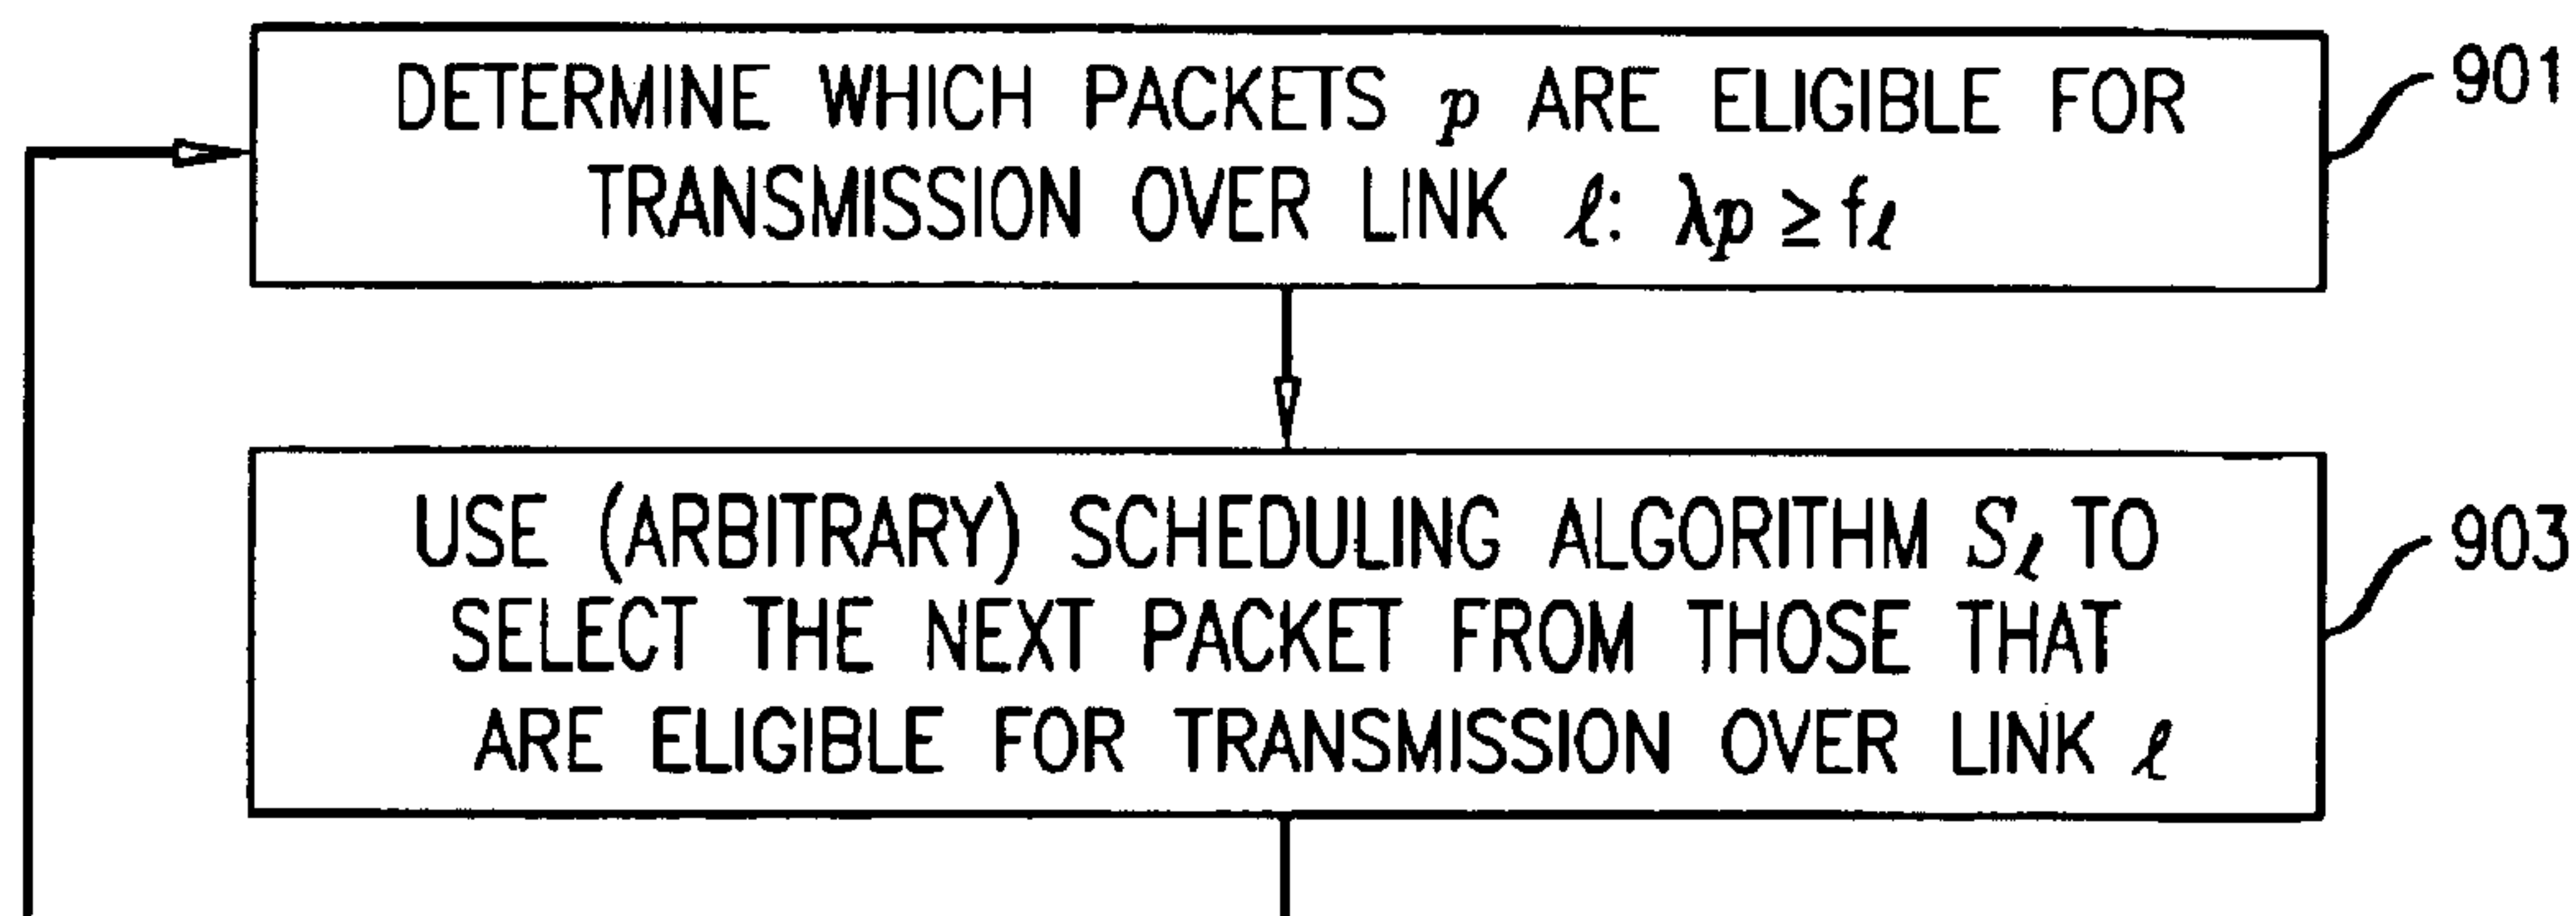 DETERMINE WHICH PACKETS p ARE ELIGIBLE FOR
TRANSMISSION OVER LINK ℓ: λp ≥ fℓ
901
USE (ARBITRARY) SCHEDULING ALGORITHM Sℓ TO
SELECT THE NEXT PACKET FROM THOSE THAT
ARE ELIGIBLE FOR TRANSMISSION OVER LINK ℓ
903